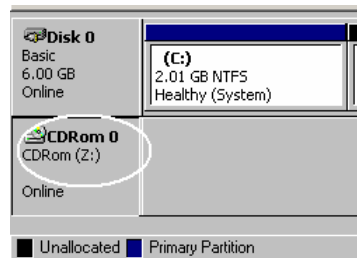 Disk 0
Basic
6.00 GB
Online
(C:)
2.01 GB NTFS
Healthy (System)
CDRom 0
CDRom (Z:)
Online
Unallocated Primary Partition